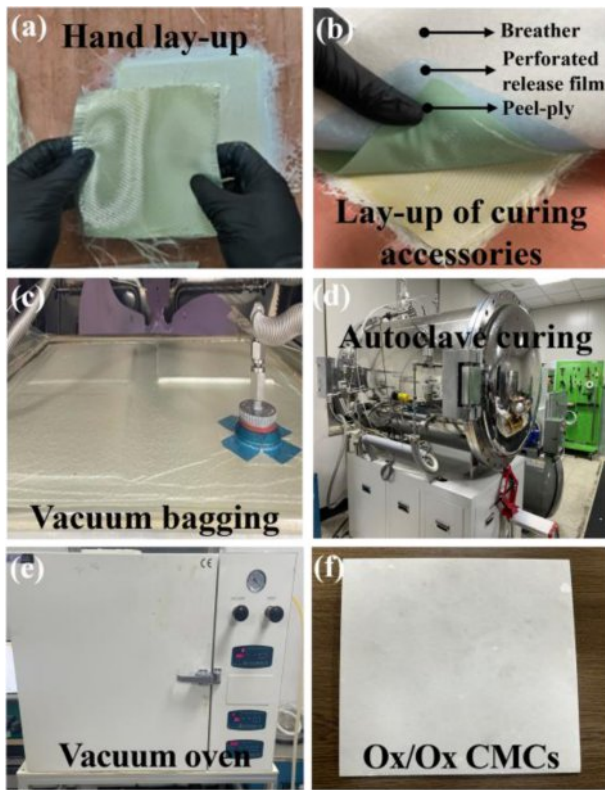 (a)
Hand lay-up
(b)
Breather
Perforated
release film
Peel-ply
Lay-up of curing
accessories
(c)
Vacuum bagging
(d)
Autoclave curing
(e)
CE
Vacuum oven
(f)
Ox/Ox CMCs